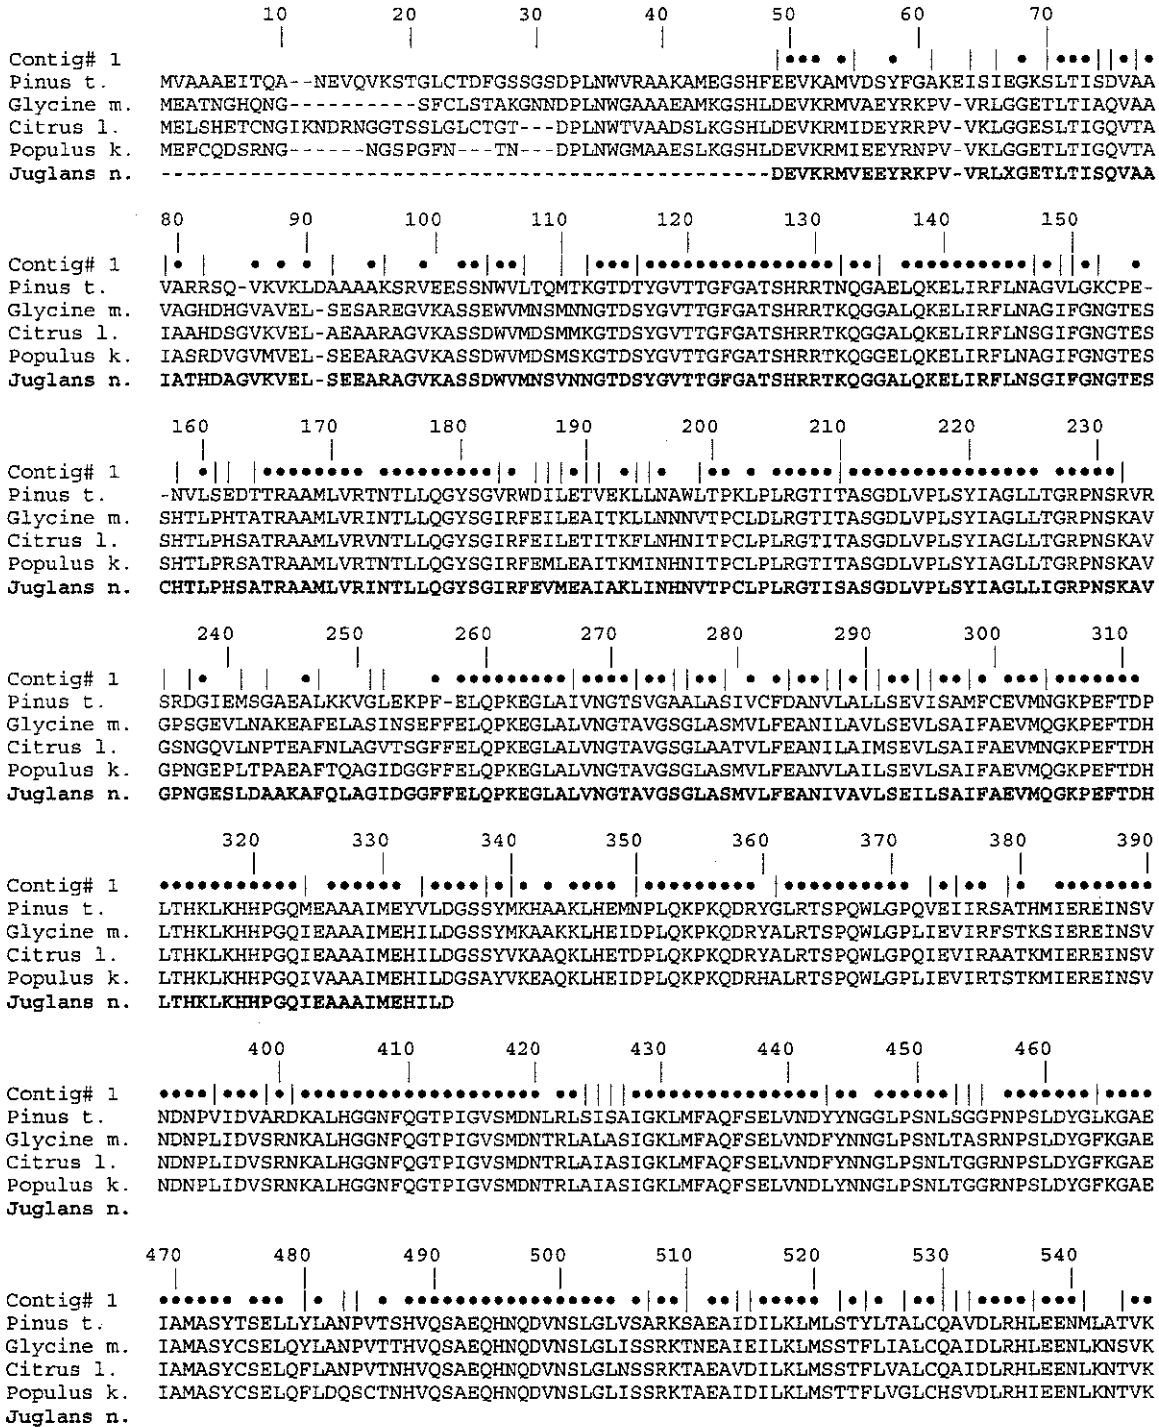 10 20 30 40 50 60 70
Contig# 1
Pinus t. MVAAAEITQA--NEVQVKSTGLCTDFGSSGSDPLNWVRAAKAMEGSHFEEVKAMVDSYFGAKEISIEGKSLTISDVAA
Glycine m. MEATNGHQNG----------SFCLSTAKGNNDPLNWGAAAEAMKGSHLDEVKRMVAEYRKPV-VRLGGETLTIAQVAA
Citrus l. MELSHETCNGIKNDRNGGTSSLGLCTGT---DPLNWTVAADSLKGSHLDEVKRMIDEYRRPV-VKLGGESLTIGQVTA
Populus k. MEFCQDSRNG------NGSPGFN---TN---DPLNWGMAAESLKGSHLDEVKRMIEEYRNPV-VKLGGETLTIGQVTA
Juglans n. ------------------------------------------------DEVKRMVEEYRKPV-VRLXGETLTISQVAA
80 90 100 110 120 130 140 150
Contig# 1
Pinus t. VARRSQ-VKVKLDAAAAKSRVEESSNWVLTQMTKGTDTYGVTTGFGATSHRRTNQGAELQKELIRFLNAGVLGKCPE-
Glycine m. VAGHDHGVAVEL-SESAREGVKASSEWVMNSMNNGTDSYGVTTGFGATSHRRTKQGGALQKELIRFLNAGIFGNGTES
Citrus l. IAAHDSGVKVEL-AEAARAGVKASSDWVMDSMMKGTDSYGVTTGFGATSHRRTKQGGALQKELIRFLNAGIFGNGTES
Populus k. IASRDVGVMVEL-SEEARAGVKASSDWVMDSMSKGTDSYGVTTGFGATSHRRTKQGGELQKELIRFLNAGIFGNGTES
Juglans n. IATHDAGVKVEL-SEEARAGVKASSDWVMNSVNNGTDSYGVTTGFGATSHRRTKQGGALQKELIRFLNSGIFGNGTES
160 170 180 190 200 210 220 230
Contig# 1
Pinus t. -NVLSEDTTRAAMLVRTNTLLQGYSGVRWDILETVEKLLNAWLTPKLPLRGTITASGDLVPLSYIAGLLTGRPNSRVR
Glycine m. SHTLPHTATRAAMLVRINTLLQGYSGIRFEILEAITKLLNNNVTPCLDLRGTITASGDLVPLSYIAGLLTGRPNSKAV
Citrus l. SHTLPHSATRAAMLVRVNTLLQGYSGIRFEILETITKFLNHNITPCLPLRGTITASGDLVPLSYIAGLLTGRPNSKAV
Populus k. SHTLPRSATRAAMLVRTNTLLQGYSGIRFEMLEAITKMINHNITPCLPLRGTITASGDLVPLSYIAGLLTGRPNSKAV
Juglans n. CHTLPHSATRAAMLVRINTLLQGYSGIRFEVMEAIAKLINHNVTPCLPLRGTISASGDLVPLSYIAGLLIGRPNSKAV
240 250 260 270 280 290 300 310
Contig# 1
Pinus t. SRDGIEMSGAEALKKVGLEKPF-ELQPKEGLAIVNGTSVGAALASIVCFDANVLALLSEVISAMFCEVMNGKPEFTDP
Glycine m. GPSGEVLNAKEAFELASINSEFFELQPKEGLALVNGTAVGSGLASMVLFEANILAVLSEVLSAIFAEVMQGKPEFTDH
Citrus l. GSNGQVLNPTEAFNLAGVTSGFFELQPKEGLALVNGTAVGSGLAATVLFEANILAIMSEVLSAIFAEVMNGKPEFTDH
Populus k. GPNGEPLTPAEAFTQAGIDGGFFELQPKEGLALVNGTAVGSGLASMVLFEANVLAILSEVLSAIFAEVMQGKPEFTDH
Juglans n. GPNGESLDAAKAFQLAGIDGGFFELQPKEGLALVNGTAVGSGLASMVLFEANIVAVLSEILSAIFAEVMQGKPEFTDH
320 330 340 350 360 370 380 390
Contig# 1
Pinus t. LTHKLKHHPGQMEAAAIMEYVLDGSSYMKHAAKLHEMNPLQKPKQDRYGLRTSPQWLGPQVEIIRSATHMIEREINSV
Glycine m. LTHKLKHHPGQIEAAAIMEHILDGSSYMKAAKKLHEIDPLQKPKQDRYALRTSPQWLGPLIEVIRFSTKSIEREINSV
Citrus l. LTHKLKHHPGQIEAAAIMEHILDGSSYVKAAQKLHETDPLQKPKQDRYALRTSPQWLGPQIEVIRAATKMIEREINSV
Populus k. LTHKLKHHPGQIVAAAIMEHILDGSAYVKEAQKLHEIDPLQKPKQDRHALRTSPQWLGPLIEVIRTSTKMIEREINSV
Juglans n. LTHKLKHHPGQIEAAAIMEHILD
400 410 420 430 440 450 460
Contig# 1
Pinus t. NDNPVIDVARDKALHGGNFQGTPIGVSMDNLRLSISAIGKLMFAQFSELVNDYYNGGLPSNLSGGPNPSLDYGLKGAE
Glycine m. NDNPLIDVSRNKALHGGNFQGTPIGVSMDNTRLALASIGKLMFAQFSELVNDFYNNGLPSNLTASRNPSLDYGFKGAE
Citrus l. NDNPLIDVSRNKALHGGNFQGTPIGVSMDNTRLAIASIGKLMFAQFSELVNDFYNNGLPSNLTGGRNPSLDYGFKGAE
Populus k. NDNPLIDVSRNKALHGGNFQGTPIGVSMDNTRLAIASIGKLMFAQFSELVNDLYNNGLPSNLTGGRNPSLDYGFKGAE
Juglans n.
470 480 490 500 510 520 530 540
Contig# 1
Pinus t. IAMASYTSELLYLANPVTSHVQSAEQHNQDVNSLGLVSARKSAEAIDILKLMLSTYLTALCQAVDLRHLEENMLATVK
Glycine m. IAMASYCSELQYLANPVTTHVQSAEQHNQDVNSLGLISSRKTNEAIEILKLMSSTFLIALCQAIDLRHLEENLKNSVK
Citrus l. IAMASYCSELQFLANPVTNHVQSAEQHNQDVNSLGLNSSRKTAEAVDILKLMSSTFLVALCQAIDLRHLEENLKNTVK
Populus k. IAMASYCSELQFLDQSCTNHVQSAEQHNQDVNSLGLISSRKTAEAIDILKLMSTTFLVGLCHSVDLRHIEENLKNTVK
Juglans n.